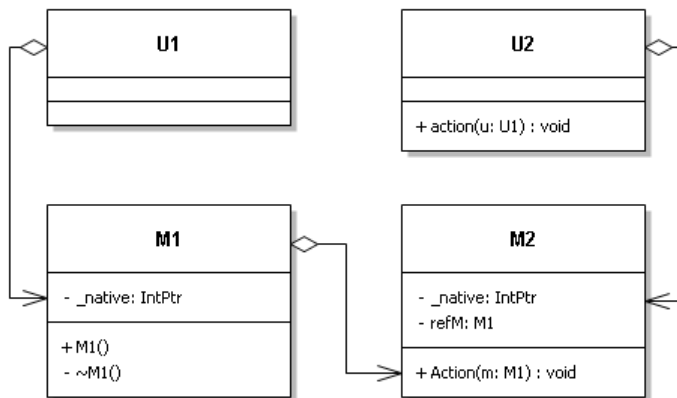 U1
U2
+ action(u: U1) : void
M1
- _native: IntPtr
+ M1()
- ~M1()
M2
- _native: IntPtr
- refM: M1
+ Action(m: M1) : void